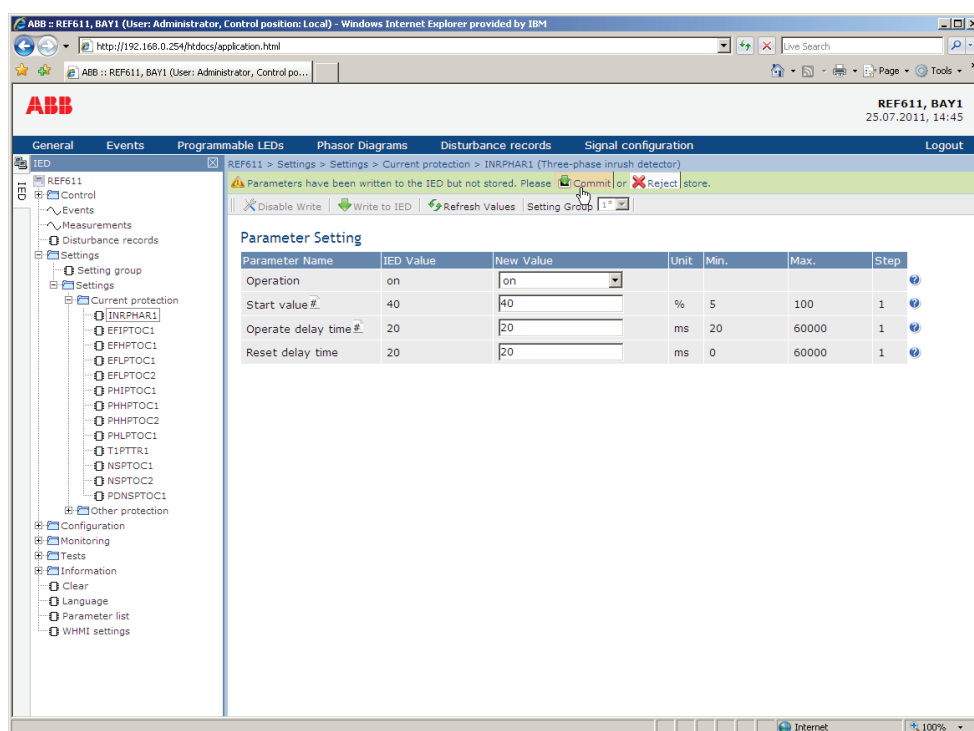 ABB :: REF611, BAY1 (User: Administrator, Control position: Local) - Windows Internet Explorer provided by IBM
http://192.168.0.254/htdocs/application.html
Live Search
ABB :: REF611, BAY1 (User: Administrator, Control po...
Page Tools
ABB
REF611, BAY1
25.07.2011, 14:45
General Events Programmable LEDs Phasor Diagrams Disturbance records Signal configuration Logout
IED
IED
REF611 > Settings > Settings > Current protection > INRPHAR1 (Three-phase inrush detector)
Parameters have been written to the IED but not stored. Please Commit or Reject store.
Disable Write Write to IED Refresh Values Setting Group 1*
REF611
Control
Events
Measurements
Disturbance records
Settings
Setting group
Settings
Current protection
INRPHAR1
EFIPTOC1
EFHPTOC1
EFLPTOC1
EFLPTOC2
PHIPTOC1
PHHPTOC1
PHHPTOC2
PHLPTOC1
T1PTTR1
NSPTOC1
NSPTOC2
PDNSPTOC1
Other protection
Configuration
Monitoring
Tests
Information
Clear
Language
Parameter list
WHMI settings
Parameter Setting
Parameter Name IED Value New Value Unit Min. Max. Step
Operation on on ?
Start value # 40 40 % 5 100 1 ?
Operate delay time # 20 20 ms 20 60000 1 ?
Reset delay time 20 20 ms 0 60000 1 ?
Internet 100%